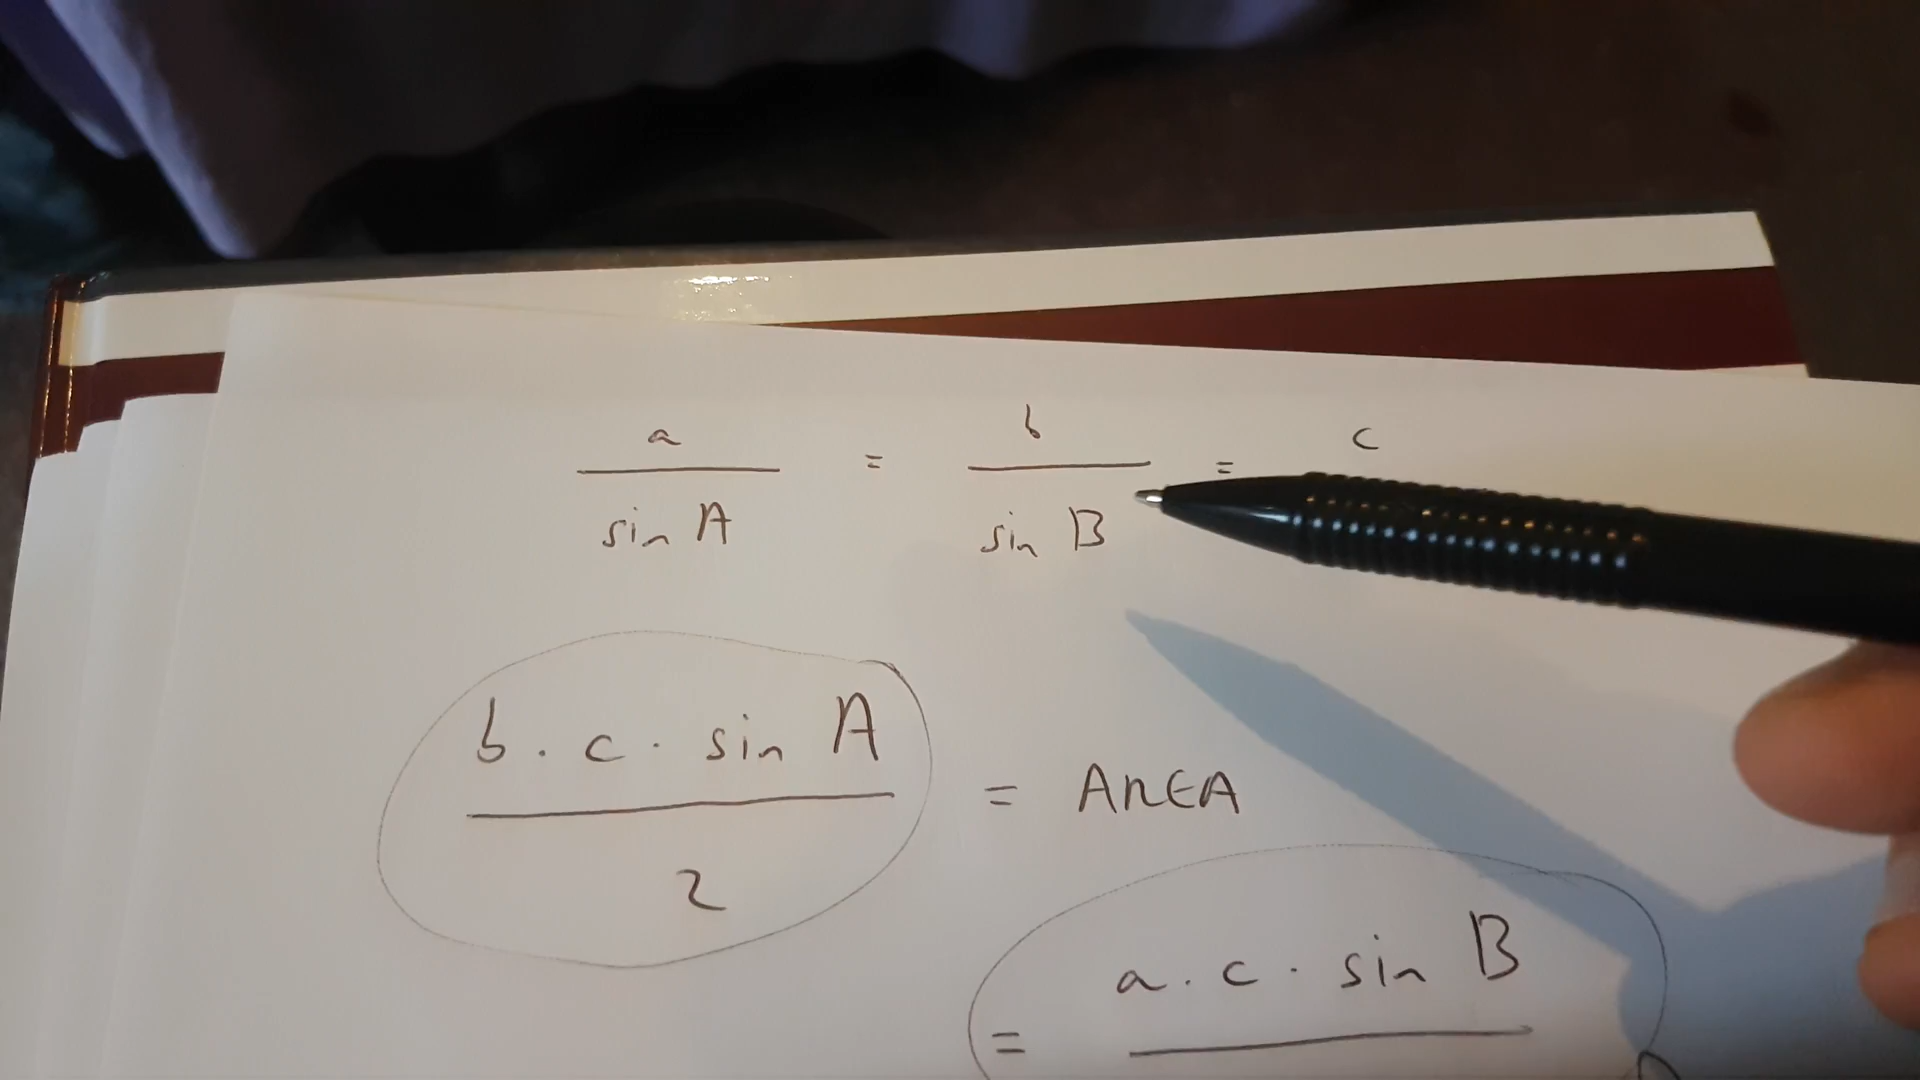 a = b = c
sin A sin B
b . c . sin A
2
= AREA
= a . c . sin B